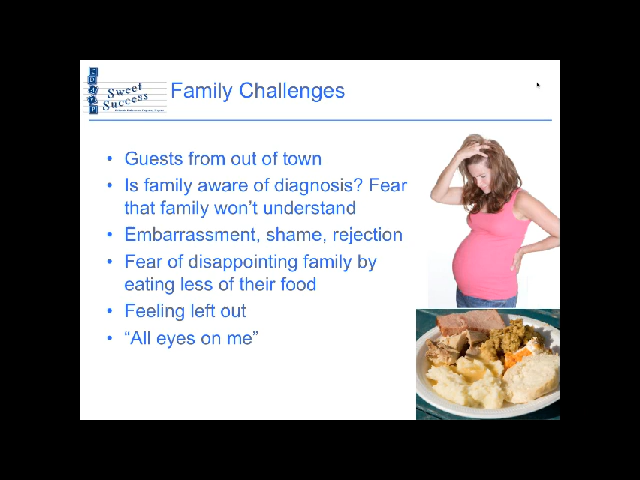 Sweet
Success
Family Challenges
• Guests from out of town
• Is family aware of diagnosis? Fear
that family won't understand
• Embarrassment, shame, rejection
• Fear of disappointing family by
eating less of their food
• Feeling left out
• “All eyes on me”